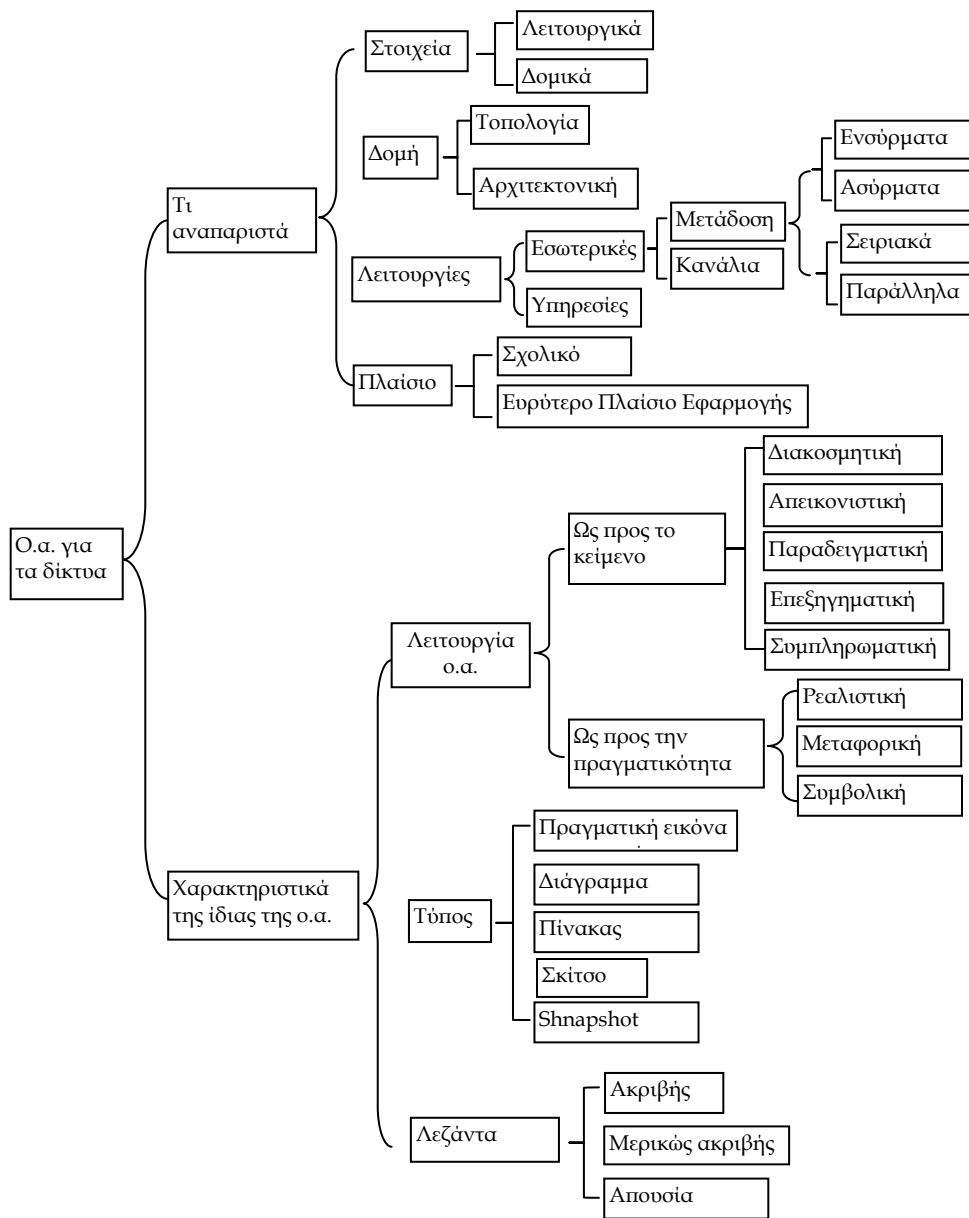 Στοιχεία
Λειτουργικά
Δομικά
Δομή
Τοπολογία
Αρχιτεκτονική
Τι
αναπαριστά
Λειτουργίες
Εσωτερικές
Υπηρεσίες
Μετάδοση
Κανάλια
Ενσύρματα
Ασύρματα
Σειριακά
Παράλληλα
Πλαίσιο
Σχολικό
Ευρύτερο Πλαίσιο Εφαρμογής
Ο.α. για
τα δίκτυα
Λειτουργία
ο.α.
Ως προς το
κείμενο
Διακοσμητική
Απεικονιστική
Παραδειγματική
Επεξηγηματική
Συμπληρωματική
Ως προς την
πραγματικότητα
Ρεαλιστική
Μεταφορική
Συμβολική
Χαρακτηριστικά
της ίδιας της ο.α.
Τύπος
Πραγματική εικόνα
Διάγραμμα
Πίνακας
Σκίτσο
Shnapshot
Λεζάντα
Ακριβής
Μερικώς ακριβής
Απουσία